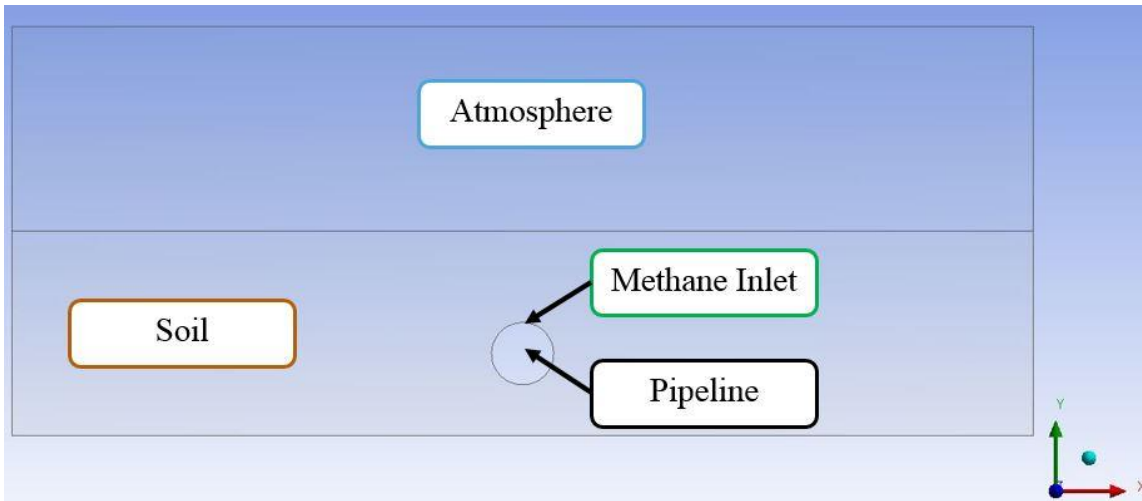 Atmosphere
Methane Inlet
Soil
Pipeline
Y
X